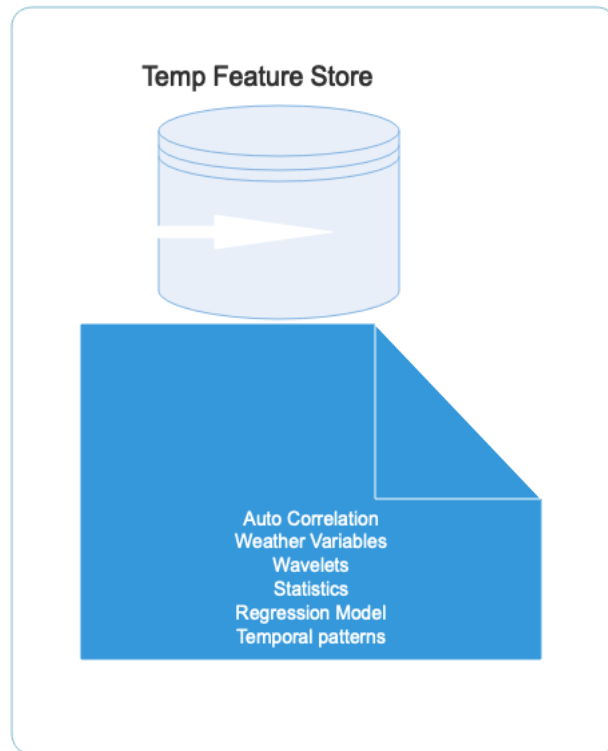 Temp Feature Store
Auto Correlation
Weather Variables
Wavelets
Statistics
Regression Model
Temporal patterns